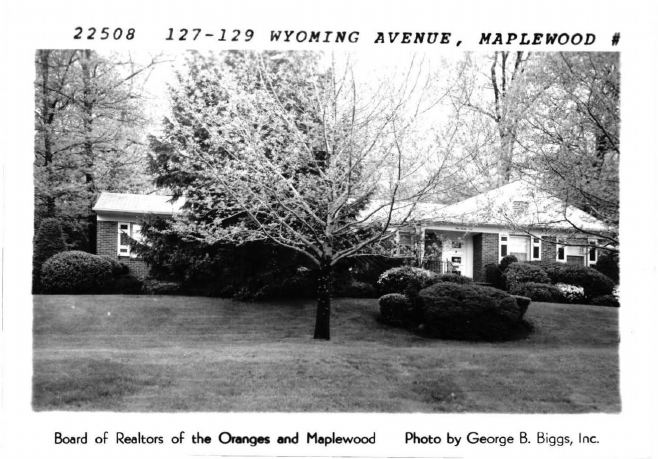 22508 127-129 WYOMING AVENUE, MAPLEWOOD #
Board of Realtors of the Oranges and Maplewood Photo by George B. Biggs, Inc.